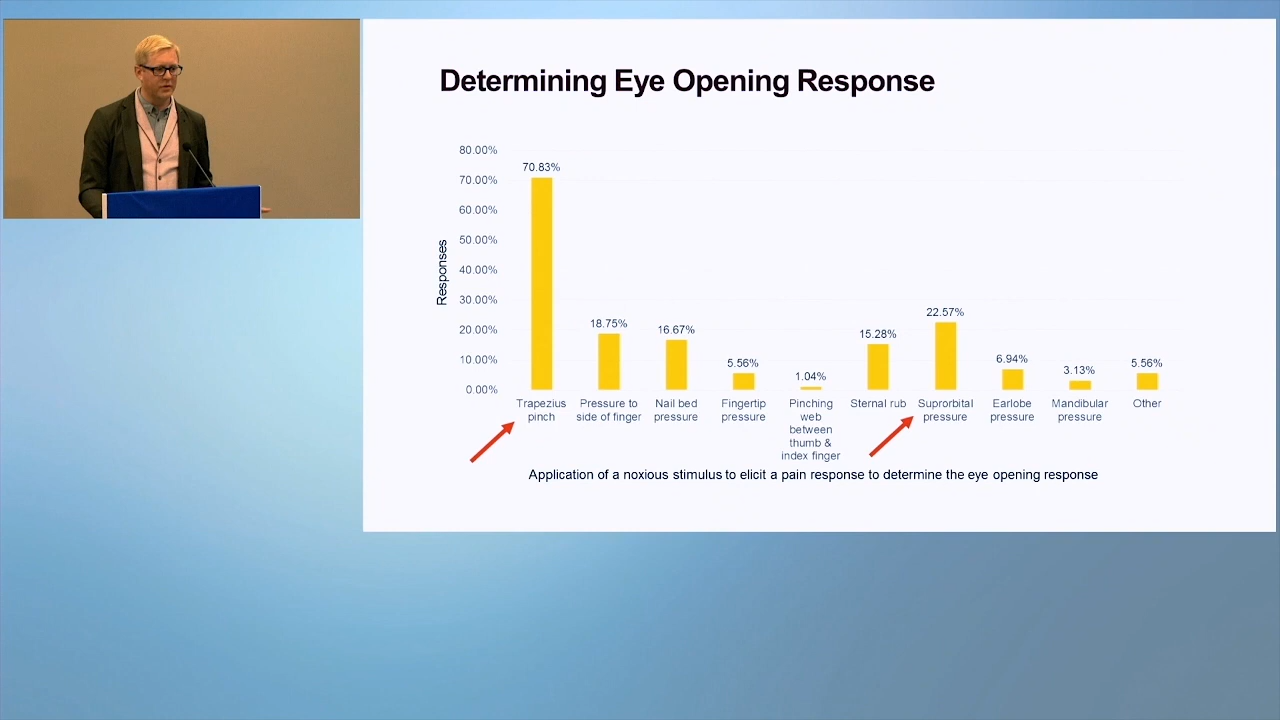 Determining Eye Opening Response
80.00%
70.00%
60.00%
50.00%
40.00%
30.00%
20.00%
10.00%
0.00%
Responses
70.83%
18.75%
16.67%
5.56%
1.04%
15.28%
22.57%
6.94%
3.13%
5.56%
Trapezius
pinch
Pressure to
side of finger
Nail bed
pressure
Fingertip
pressure
Pinching
web
between
thumb &
index finger
Sternal rub
Suprorbital
pressure
Earlobe
pressure
Mandibular
pressure
Other
Application of a noxious stimulus to elicit a pain response to determine the eye opening response